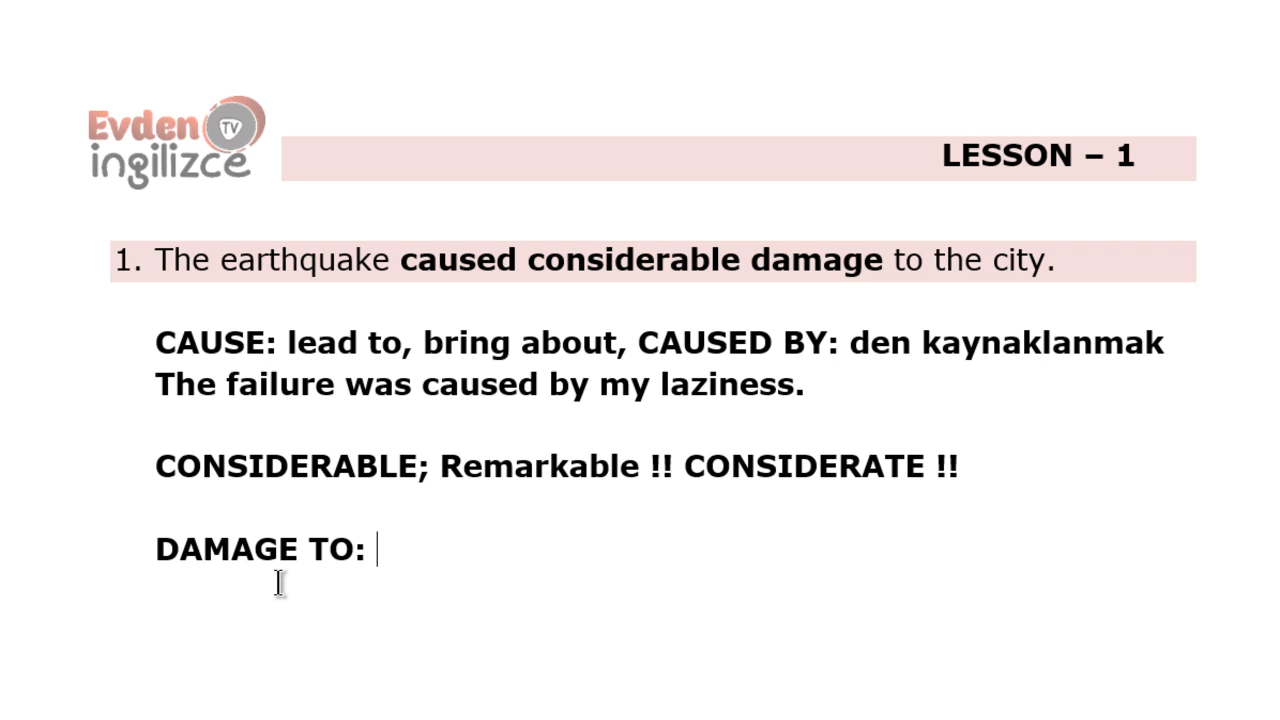 Evden TV
ingilizce
LESSON – 1
1. The earthquake caused considerable damage to the city.
CAUSE: lead to, bring about, CAUSED BY: den kaynaklanmak
The failure was caused by my laziness.
CONSIDERABLE; Remarkable !! CONSIDERATE !!
DAMAGE TO: